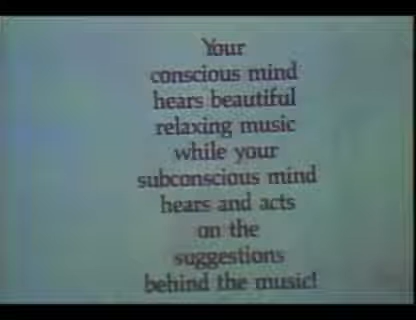 Your
conscious mind
hears beautiful
relaxing music
while your
subconscious mind
hears and acts
on the
suggestions
behind the music!